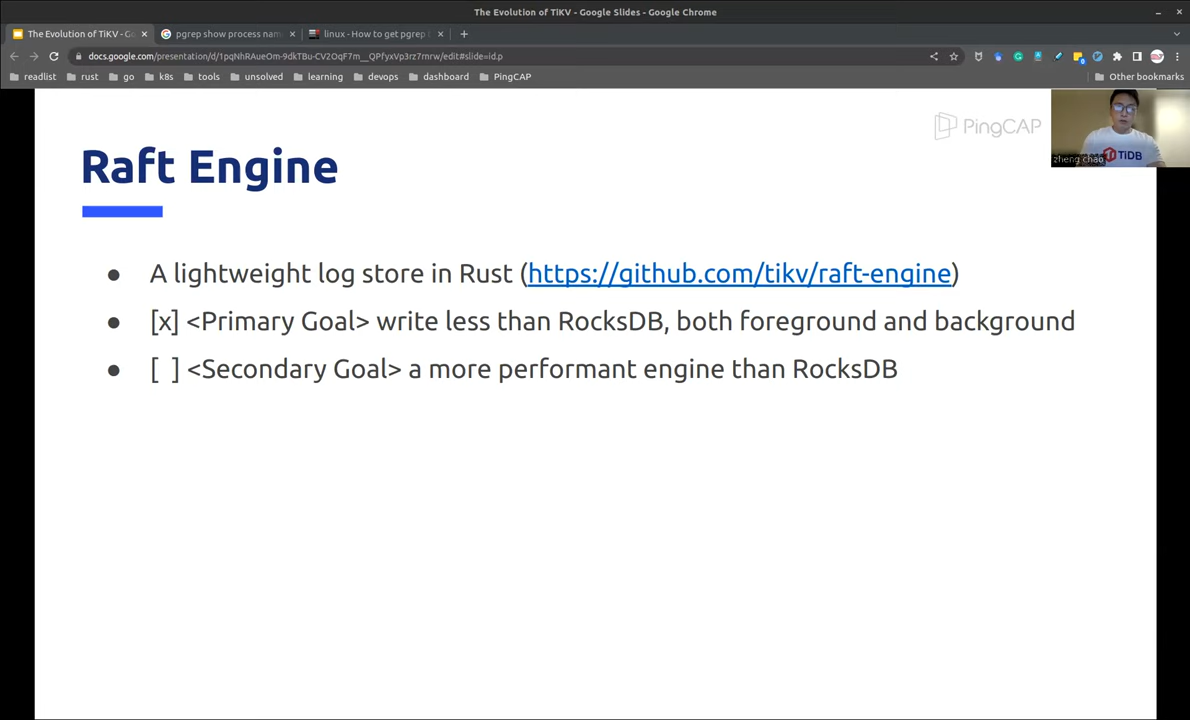 The Evolution of TiKV - Google Slides - Google Chrome
The Evolution of TiKV - Go
pgrep show process nam
linux - How to get pgrep t
docs.google.com/presentation/d/1pqNhRAueOm-9dkTBu-CV2OqF7m__QPfyxVp3rz7mrw/edit#slide=id.p
readlist
rust
go
k8s
tools
unsolved
learning
devops
dashboard
PingCAP
Other bookmarks
PingCAP
TiDB
zheng chao
Raft Engine
● A lightweight log store in Rust (https://github.com/tikv/raft-engine)
● [x] <Primary Goal> write less than RocksDB, both foreground and background
● [ ] <Secondary Goal> a more performant engine than RocksDB